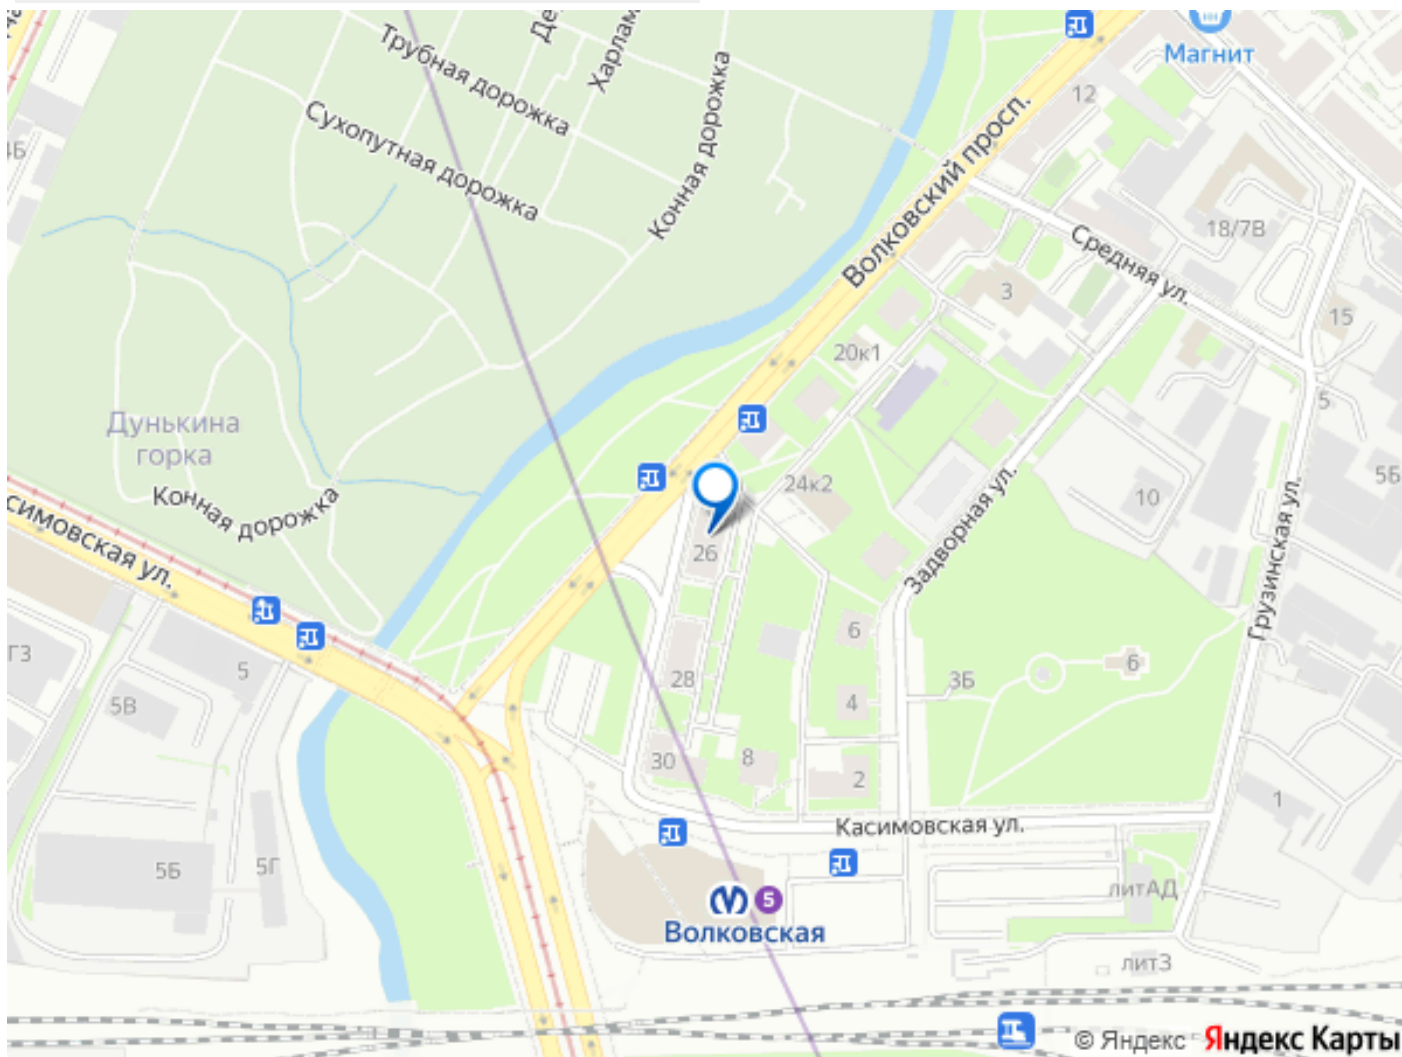 Магнит
Трубная дорожка
Харлам
12
Сухопутная дорожка
Конная дорожка
Волковский просп.
18/7В
Средняя ул.
3
15
20к1
5
Дунькина
горка
24к2
5Б
10
Конная дорожка
симовская ул.
26
Задворная ул.
Грузинская ул.
6
6
Г3
5
28
3Б
4
5В
30
8
2
1
Касимовская ул.
5Б
5Г
5
Волковская
литАД
лит3
© Яндекс Яндекс Карты